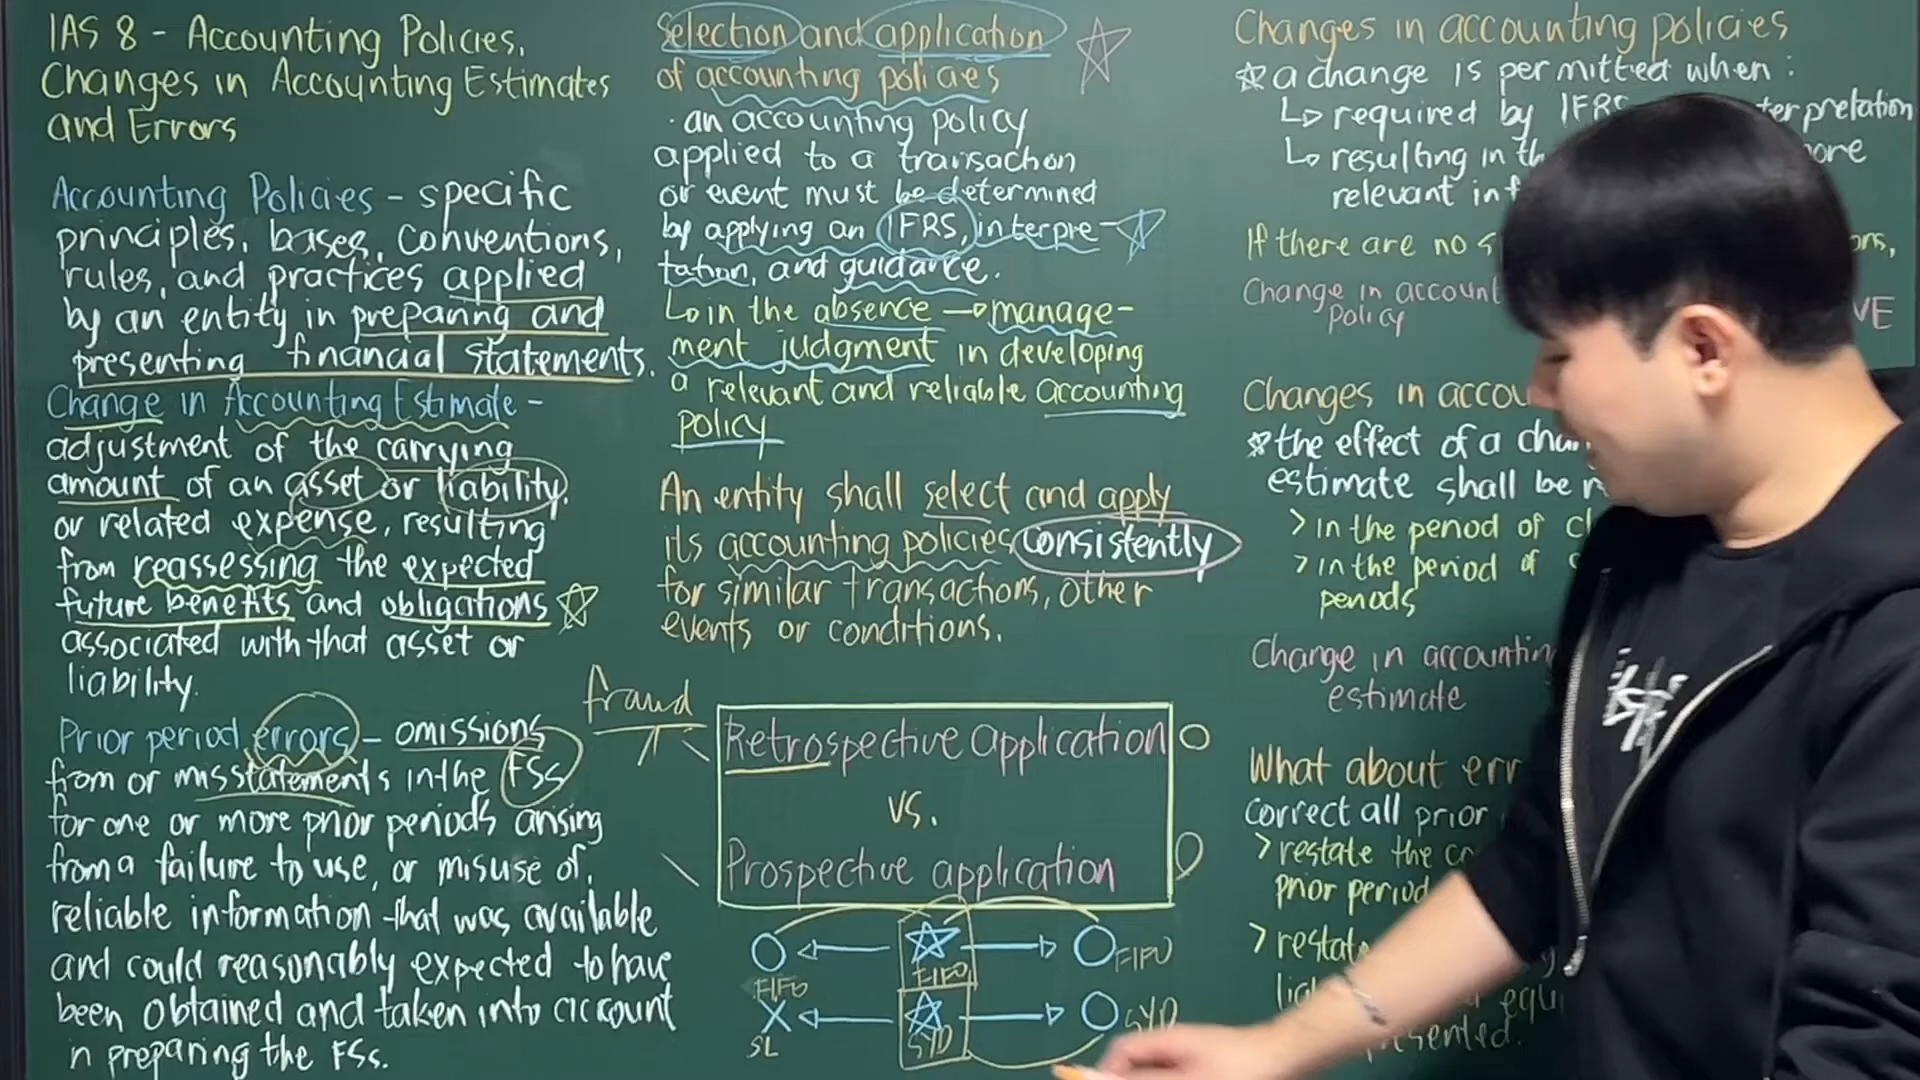 IAS 8 - Accounting Policies,
Changes in Accounting Estimates
and Errors
Accounting Policies - specific
principles, bases, conventions,
rules, and practices applied
by an entity in preparing and
presenting financial statements.
Change in Accounting Estimate -
adjustment of the carrying
amount of an asset or liability,
or related expense, resulting
from reassessing the expected
future benefits and obligations
associated with that asset or
liability.
Prior period errors - omissions
from or misstatements in the FSs
for one or more prior periods arising
from a failure to use, or misuse of,
reliable information that was available
and could reasonably expected to have
been obtained and taken into account
in preparing the FSs.
Selection and application
of accounting policies
· an accounting policy
applied to a transaction
or event must be determined
by applying an IFRS, interpre-
tation, and guidance.
↳ in the absence → manage-
ment judgment in developing
a relevant and reliable accounting
policy
An entity shall select and apply
its accounting policies consistently
for similar transactions, other
events or conditions.
fraud
Retrospective application
vs.
Prospective application
FIFO FIFO FIFO
SL SYD SYD
Changes in accounting policies
☆ a change is permitted when:
↳ required by IFRS
↳ resulting in
relevant
If there are no
Change in account
policy
Changes in
☆ the effect of a
estimate shall be
> in the period of
> in the period of
periods
Change in accounting
estimate
What about
correct all prior
> restate the
prior
>